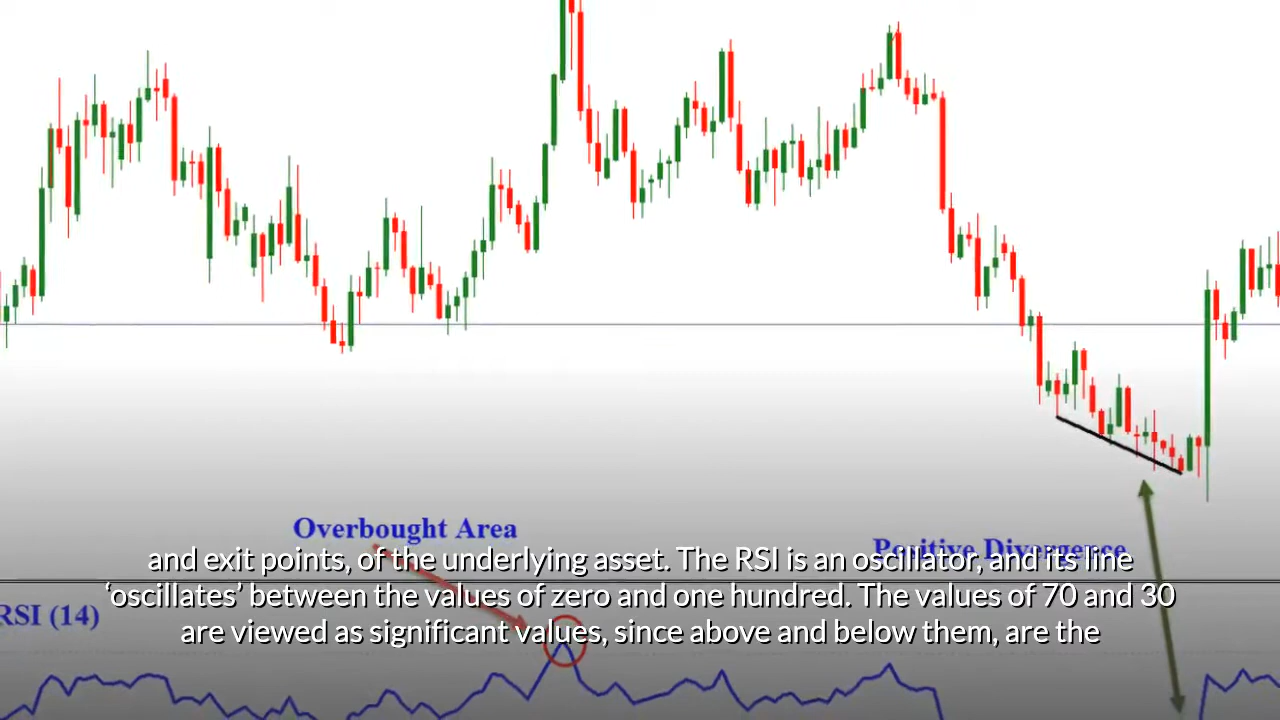 Overbought Area
Positive Divergence
and exit points, of the underlying asset. The RSI is an oscillator, and its line
‘oscillates’ between the values of zero and one hundred. The values of 70 and 30
RSI (14)
are viewed as significant values, since above and below them, are the